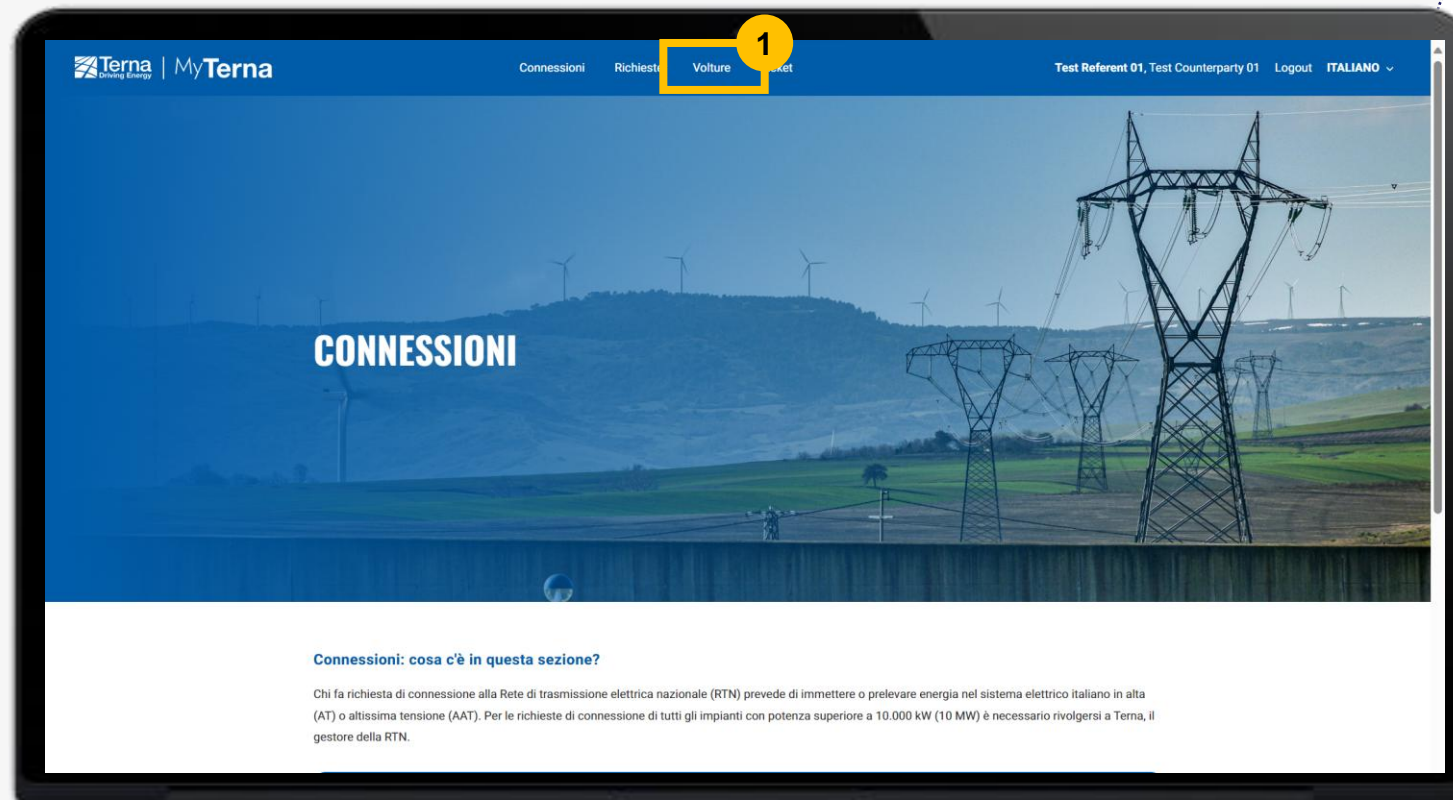 Terna Driving Energy | MyTerna
Connessioni Richieste Volture 1
Test Referent 01, Test Counterparty 01 Logout ITALIANO
CONNESSIONI
Connessioni: cosa c'è in questa sezione?
Chi fa richiesta di connessione alla Rete di trasmissione elettrica nazionale (RTN) prevede di immettere o prelevare energia nel sistema elettrico italiano in alta
(AT) o altissima tensione (AAT). Per le richieste di connessione di tutti gli impianti con potenza superiore a 10.000 kW (10 MW) è necessario rivolgersi a Terna, il
gestore della RTN.